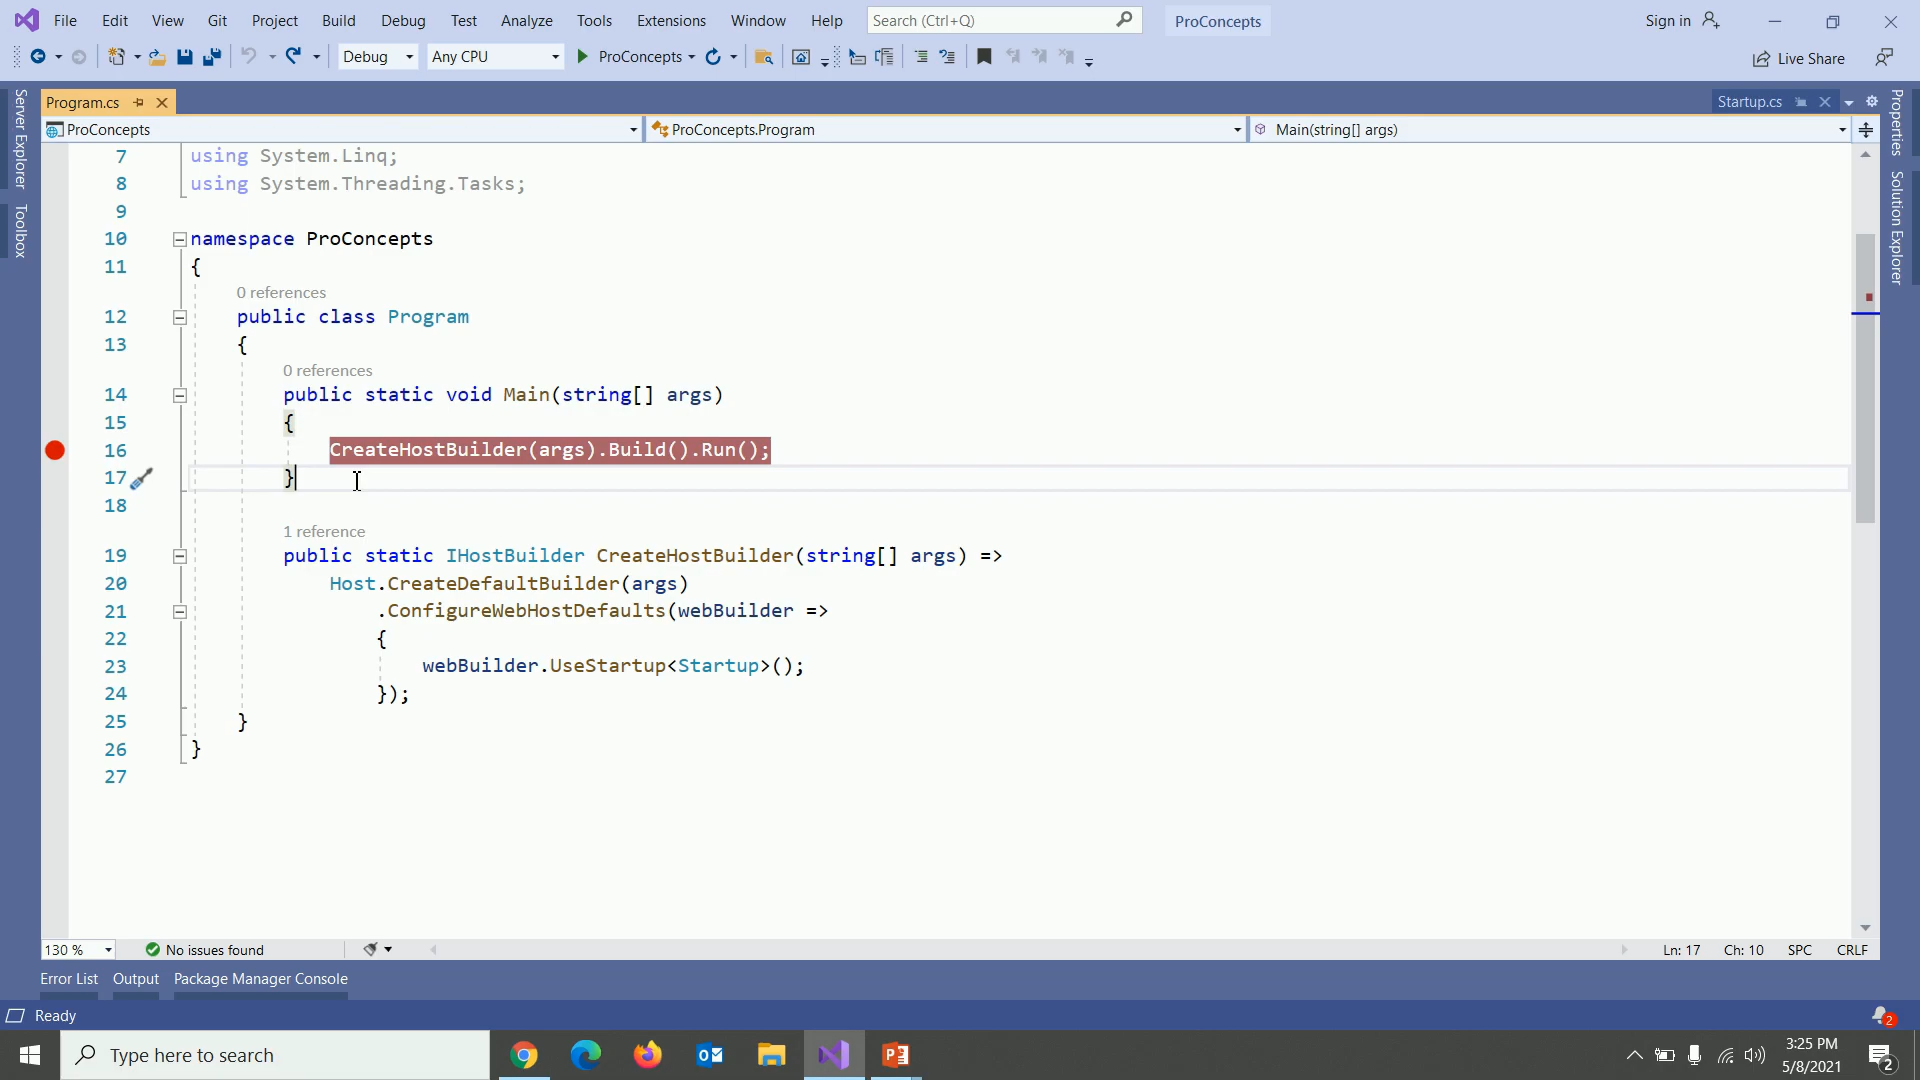 File Edit View Git Project Build Debug Test Analyze Tools Extensions Window Help Search (Ctrl+Q) ProConcepts Sign in
Debug Any CPU ProConcepts Live Share
Server Explorer
Toolbox
Program.cs Startup.cs
ProConcepts ProConcepts.Program Main(string[] args)
7 using System.Linq;
8 using System.Threading.Tasks;
9
10 namespace ProConcepts
11 {
0 references
12 public class Program
13 {
0 references
14 public static void Main(string[] args)
15 {
16 CreateHostBuilder(args).Build().Run();
17 }
18
1 reference
19 public static IHostBuilder CreateHostBuilder(string[] args) =>
20 Host.CreateDefaultBuilder(args)
21 .ConfigureWebHostDefaults(webBuilder =>
22 {
23 webBuilder.UseStartup<Startup>();
24 });
25 }
26 }
27
Properties
Solution Explorer
130 % No issues found Ln: 17 Ch: 10 SPC CRLF
Error List Output Package Manager Console
Ready 2
Type here to search
3:25 PM
5/8/2021
2